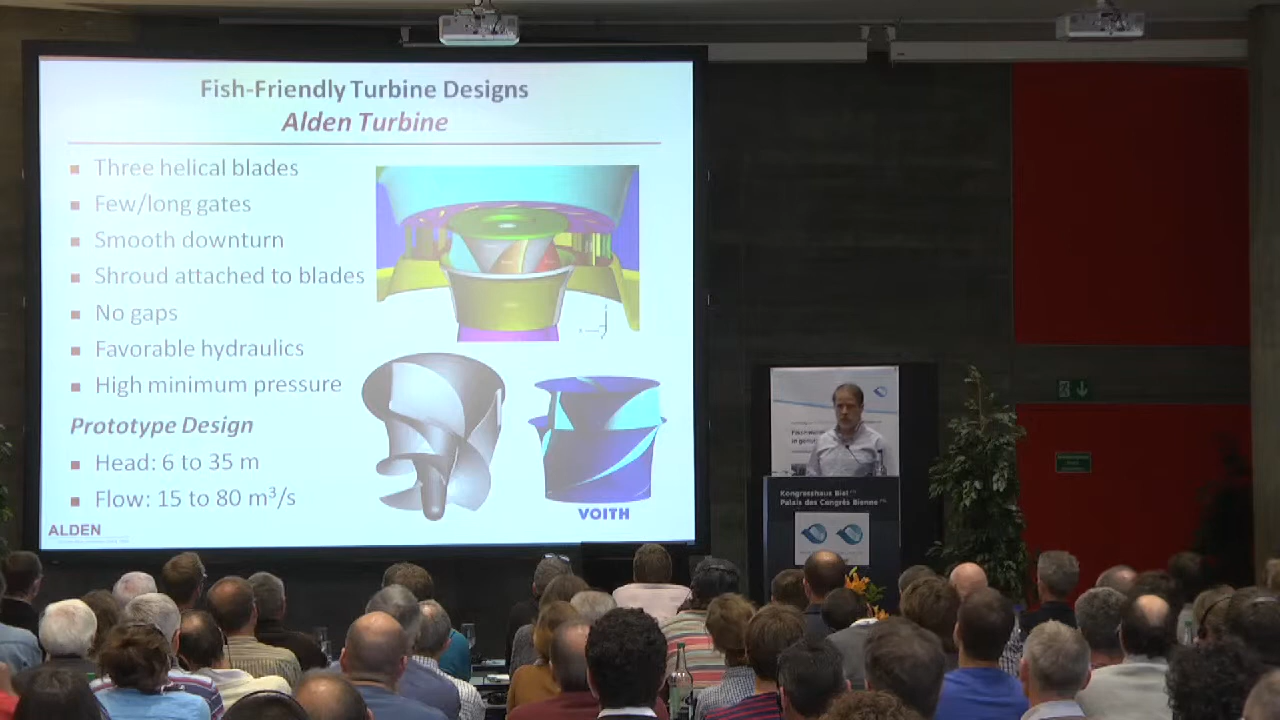 Fish-Friendly Turbine Designs
Alden Turbine
Three helical blades
Few/long gates
Smooth downturn
Shroud attached to blades
No gaps
Favorable hydraulics
High minimum pressure
Prototype Design
Head: 6 to 35 m
Flow: 15 to 80 m³/s
ALDEN
VOITH
Kongresshaus Biel
Palais des Congrès Bienne